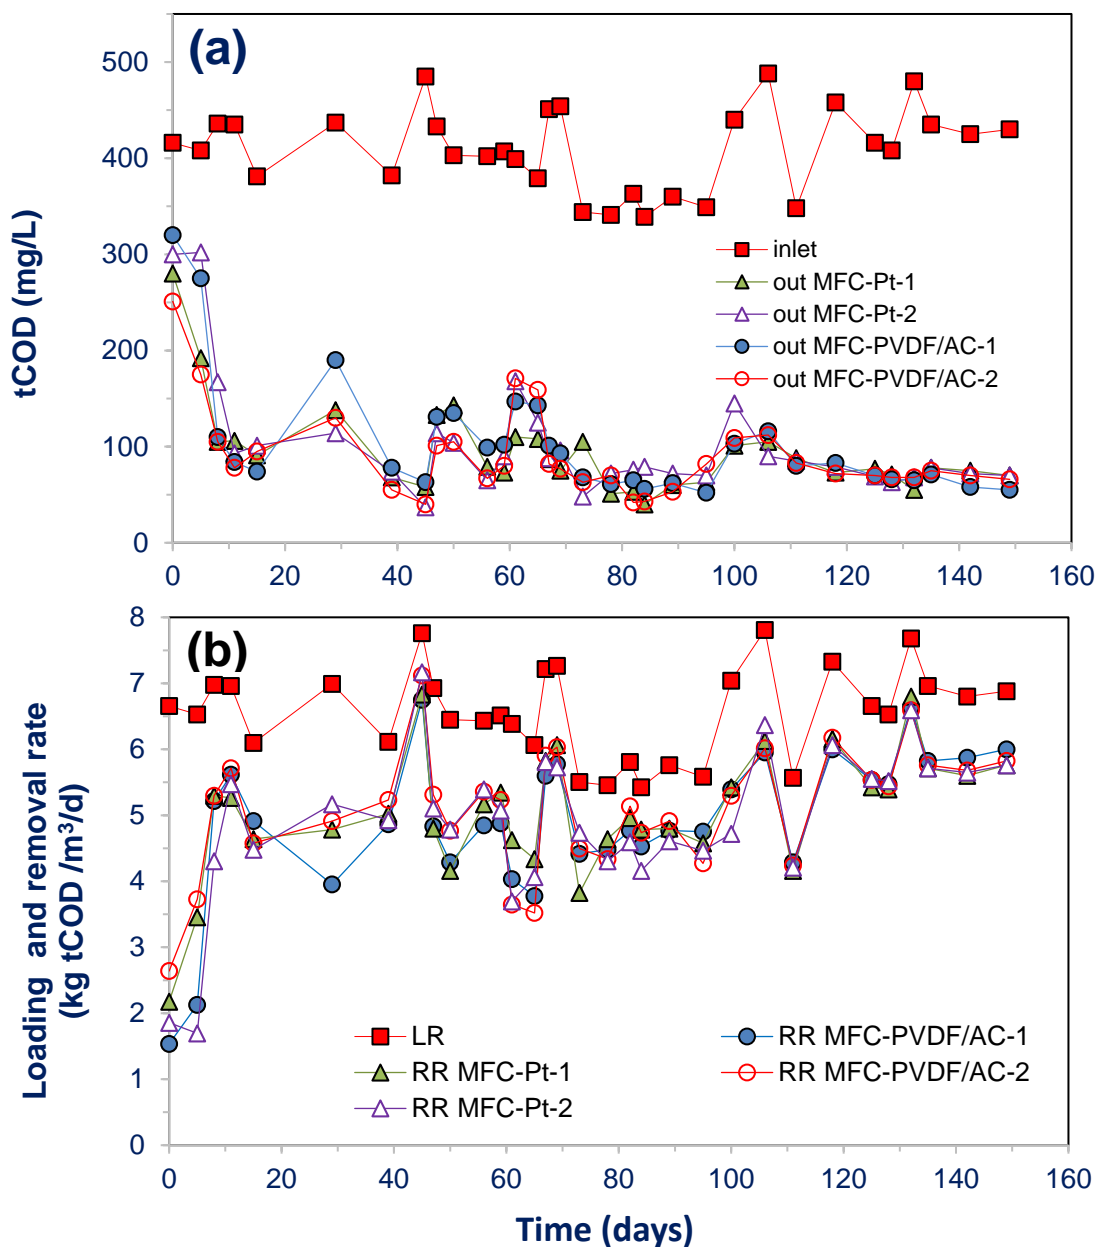 (a)
tCOD (mg/L)
600
500
400
300
200
100
0
inlet
out MFC-Pt-1
out MFC-Pt-2
out MFC-PVDF/AC-1
out MFC-PVDF/AC-2
0 20 40 60 80 100 120 140 160
(b)
Loading and removal rate
(kg tCOD /m³/d)
8
7
6
5
4
3
2
1
0
LR
RR MFC-PVDF/AC-1
RR MFC-Pt-1
RR MFC-PVDF/AC-2
RR MFC-Pt-2
0 20 40 60 80 100 120 140 160
Time (days)